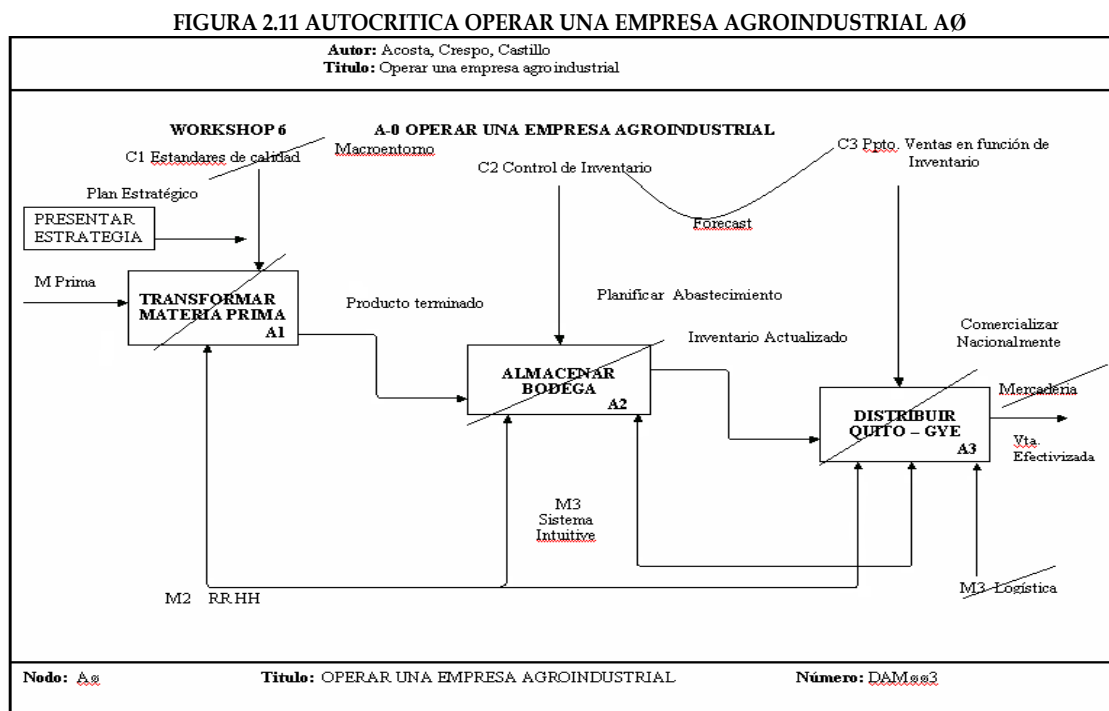 FIGURA 2.11 AUTOCRITICA OPERAR UNA EMPRESA AGROINDUSTRIAL AØ
Autor: Acosta, Crespo, Castillo
Titulo: Operar una empresa agroindustrial
WORKSHOP 6
A-0 OPERAR UNA EMPRESA AGROINDUSTRIAL
C1 Estandares de calidad
Macroentorno
C2 Control de Inventario
C3 Ppto. Ventas en función de
Inventario
Plan Estratégico
PRESENTAR
ESTRATEGIA
Forecast
M Prima
TRANSFORMAR
MATERIA PRIMA
A1
Producto terminado
Planificar Abastecimiento
Inventario Actualizado
Comercializar
Nacionalmente
ALMACENAR
BODEGA
A2
Mercaderia
DISTRIBUIR
QUITO – GYE
A3
Vta.
Efectivizada
M3
Sistema
Intuitive
M2 RRHH
M3 Logística
Nodo: Aø
Titulo: OPERAR UNA EMPRESA AGROINDUSTRIAL
Número: DAMøø3